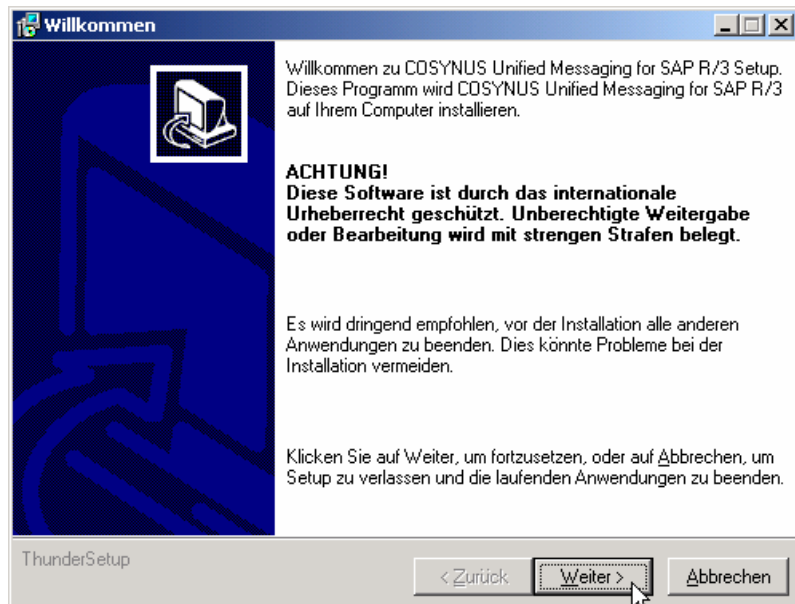 Willkommen
Willkommen zu COSYNUS Unified Messaging for SAP R/3 Setup.
Dieses Programm wird COSYNUS Unified Messaging for SAP R/3
auf Ihrem Computer installieren.
ACHTUNG!
Diese Software ist durch das internationale
Urheberrecht geschützt. Unberechtigte Weitergabe
oder Bearbeitung wird mit strengen Strafen belegt.
Es wird dringend empfohlen, vor der Installation alle anderen
Anwendungen zu beenden. Dies könnte Probleme bei der
Installation vermeiden.
Klicken Sie auf Weiter, um fortzusetzen, oder auf Abbrechen, um
Setup zu verlassen und die laufenden Anwendungen zu beenden.
ThunderSetup
< Zurück Weiter > Abbrechen